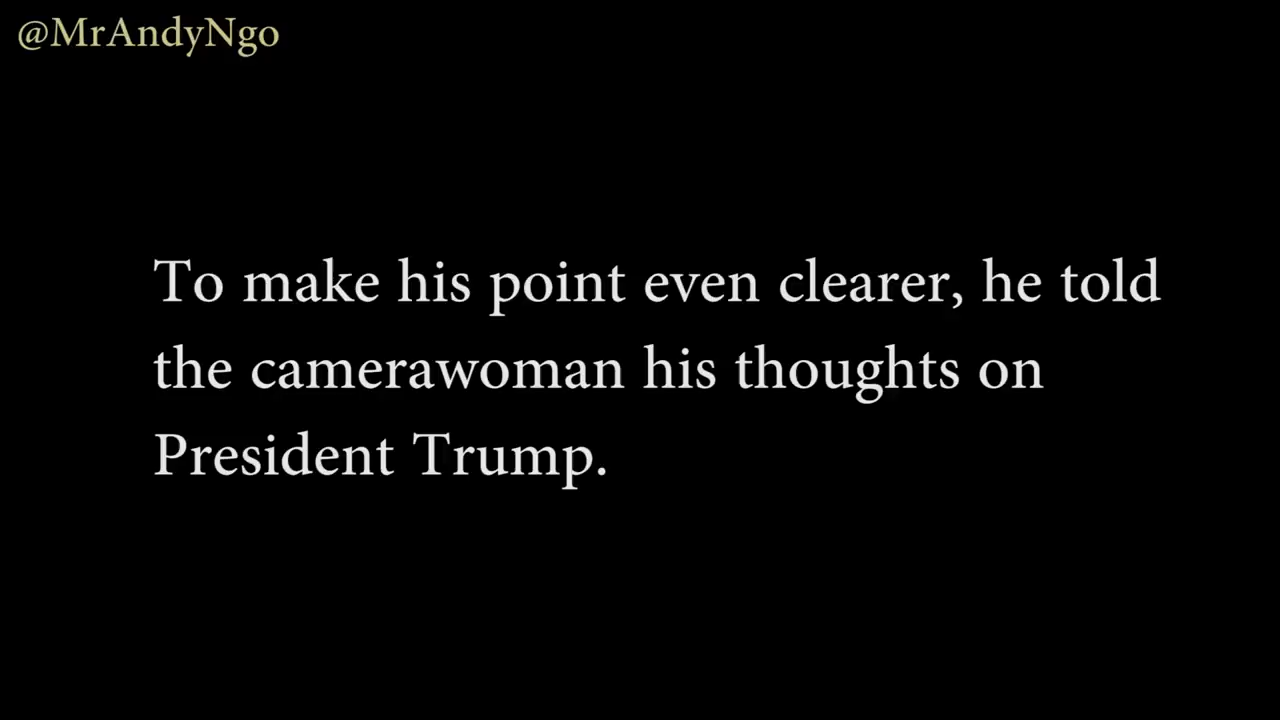 @MrAndyNgo
To make his point even clearer, he told
the camerawoman his thoughts on
President Trump.